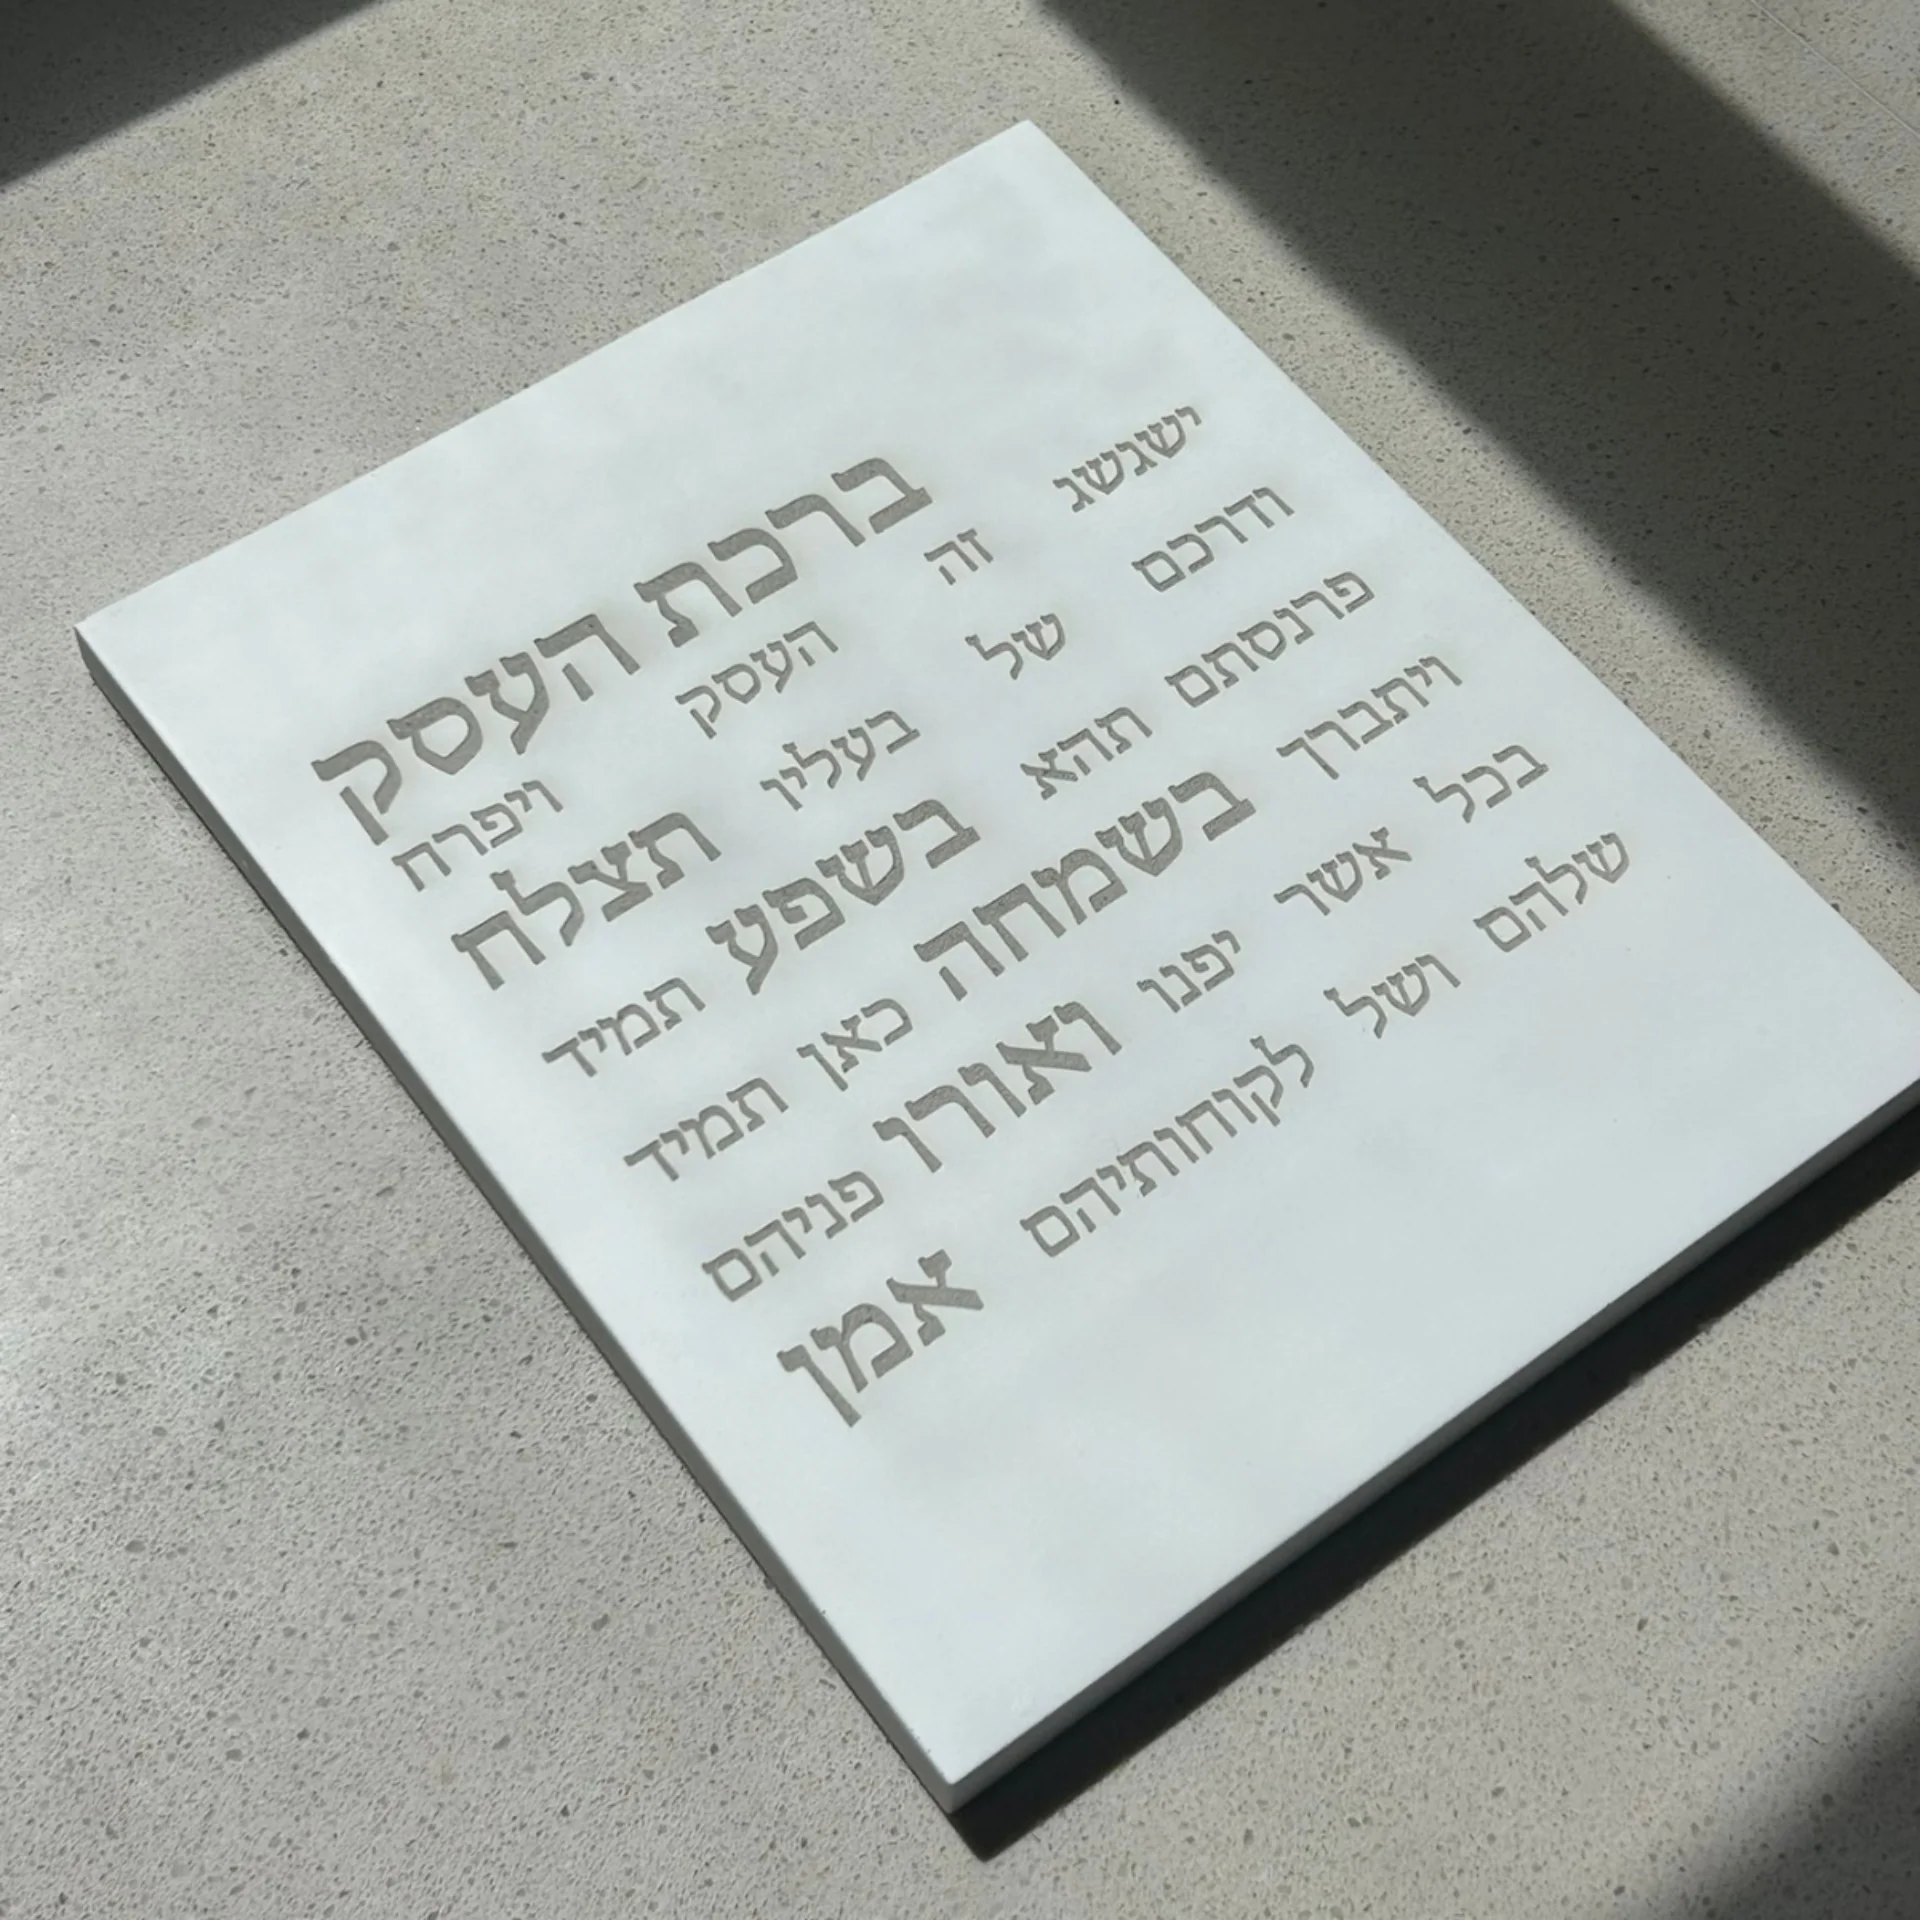 ברכת העסק
ישגשג זה העסק ויפרח
ודרכם של בעליו תצלח
פרנסתם תהא בשפע תמיד
ויתברך בשמחה כאן תמיד
בכל אשר יפנו ואורו פניהם
שלהם ושל לקוחותיהם אמן